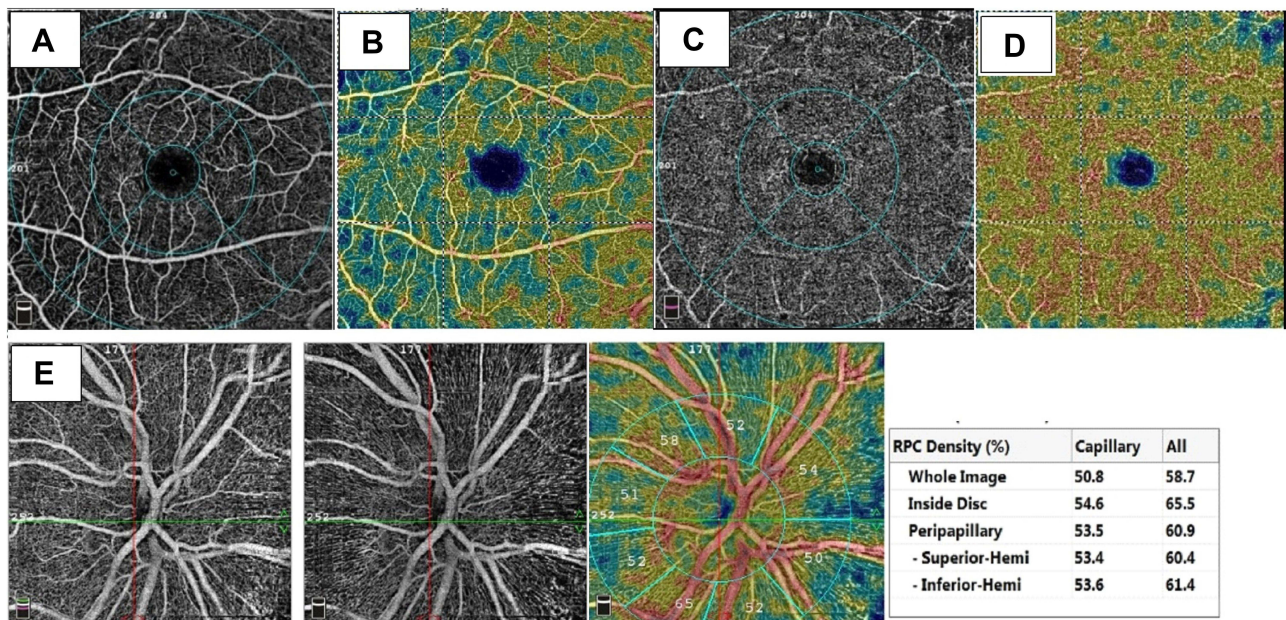 A
B
C
D
204
204
201
201
E
177
177
177
252
252
52
58
54
51
52
50
65
52
RPC Density (%) Capillary All
Whole Image 50.8 58.7
Inside Disc 54.6 65.5
Peripapillary 53.5 60.9
- Superior-Hemi 53.4 60.4
- Inferior-Hemi 53.6 61.4